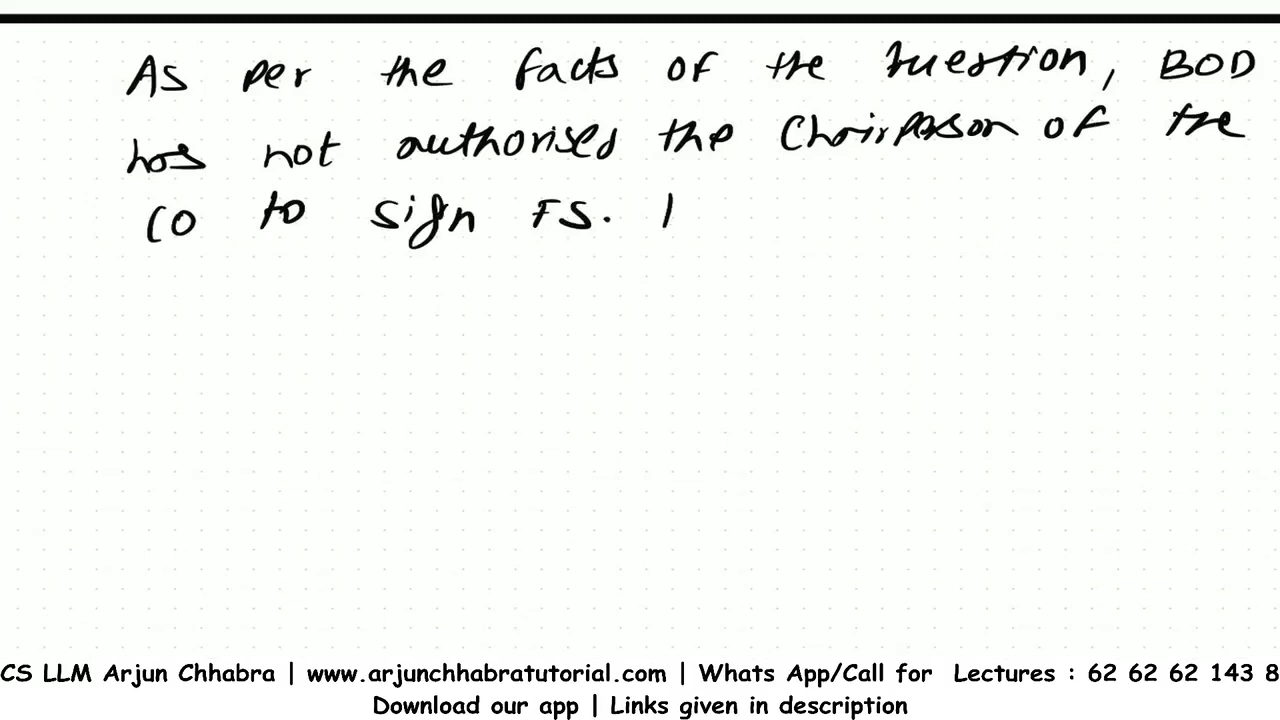 As per the facts of the question, BOD
has not authorised the Chairperson of the
Co to sign FS. I
CS LLM Arjun Chhabra | www.arjunchhabratutorial.com | Whats App/Call for Lectures : 62 62 62 143 8
Download our app | Links given in description